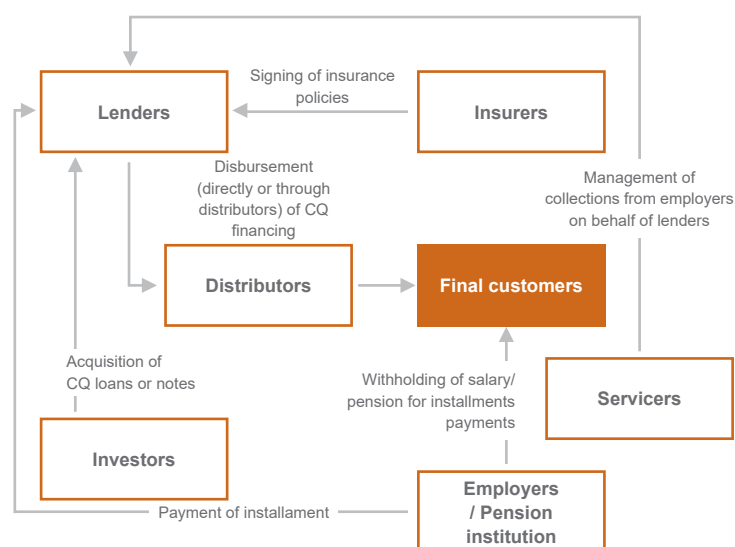 Signing of insurance
policies
Lenders
Insurers
Disbursement
(directly or through
distributors) of CQ
financing
Management of
collections from employers
on behalf of lenders
Distributors
Final customers
Acquisition of
CQ loans or notes
Withholding of salary/
pension for installments
payments
Servicers
Investors
Employers
/ Pension
institution
Payment of installament